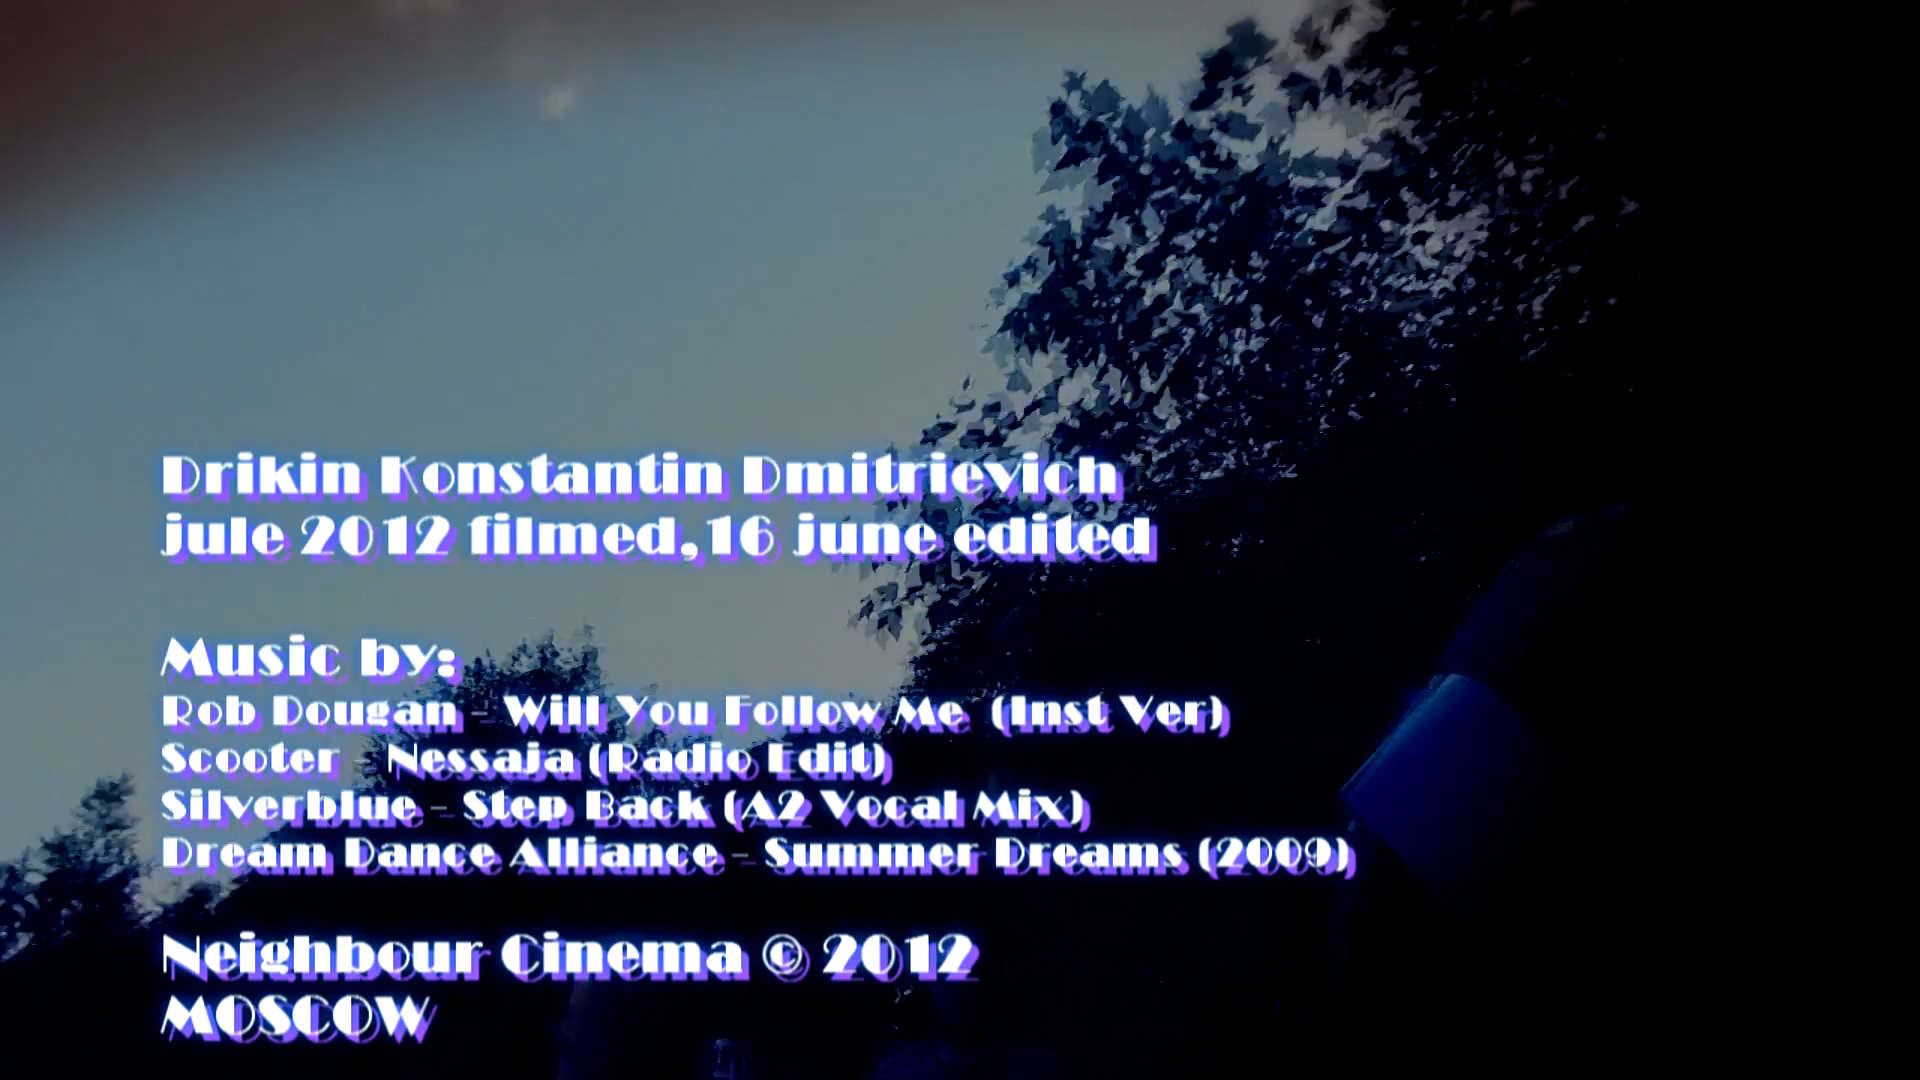 Drikin Konstantin Dmitrievich
jule 2012 filmed,16 june edited
Music by:
Rob Dougan - Will You Follow Me (Inst Ver)
Scooter - Nessaja (Radio Edit)
Silverblue - Step Back (A2 Vocal Mix)
Dream Dance Alliance - Summer Dreams (2009)
Neighbour Cinema © 2012
MOSCOW